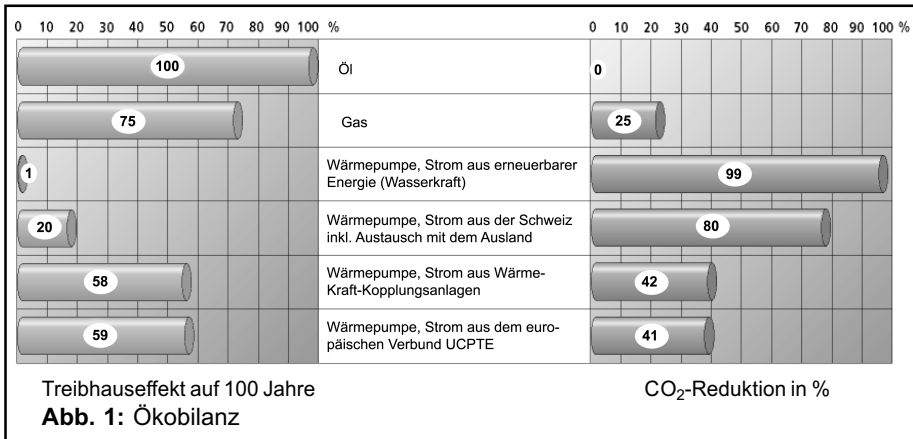 0 10 20 30 40 50 60 70 80 90 100 %
0 10 20 30 40 50 60 70 80 90 100 %
100 Öl 0
75 Gas 25
1 Wärmepumpe, Strom aus erneuerbarer 99
Energie (Wasserkraft)
20 Wärmepumpe, Strom aus der Schweiz 80
inkl. Austausch mit dem Ausland
58 Wärmepumpe, Strom aus Wärme- 42
Kraft-Kopplungsanlagen
59 Wärmepumpe, Strom aus dem euro- 41
päischen Verbund UCPTE
Treibhauseffekt auf 100 Jahre
CO₂-Reduktion in %
Abb. 1: Ökobilanz